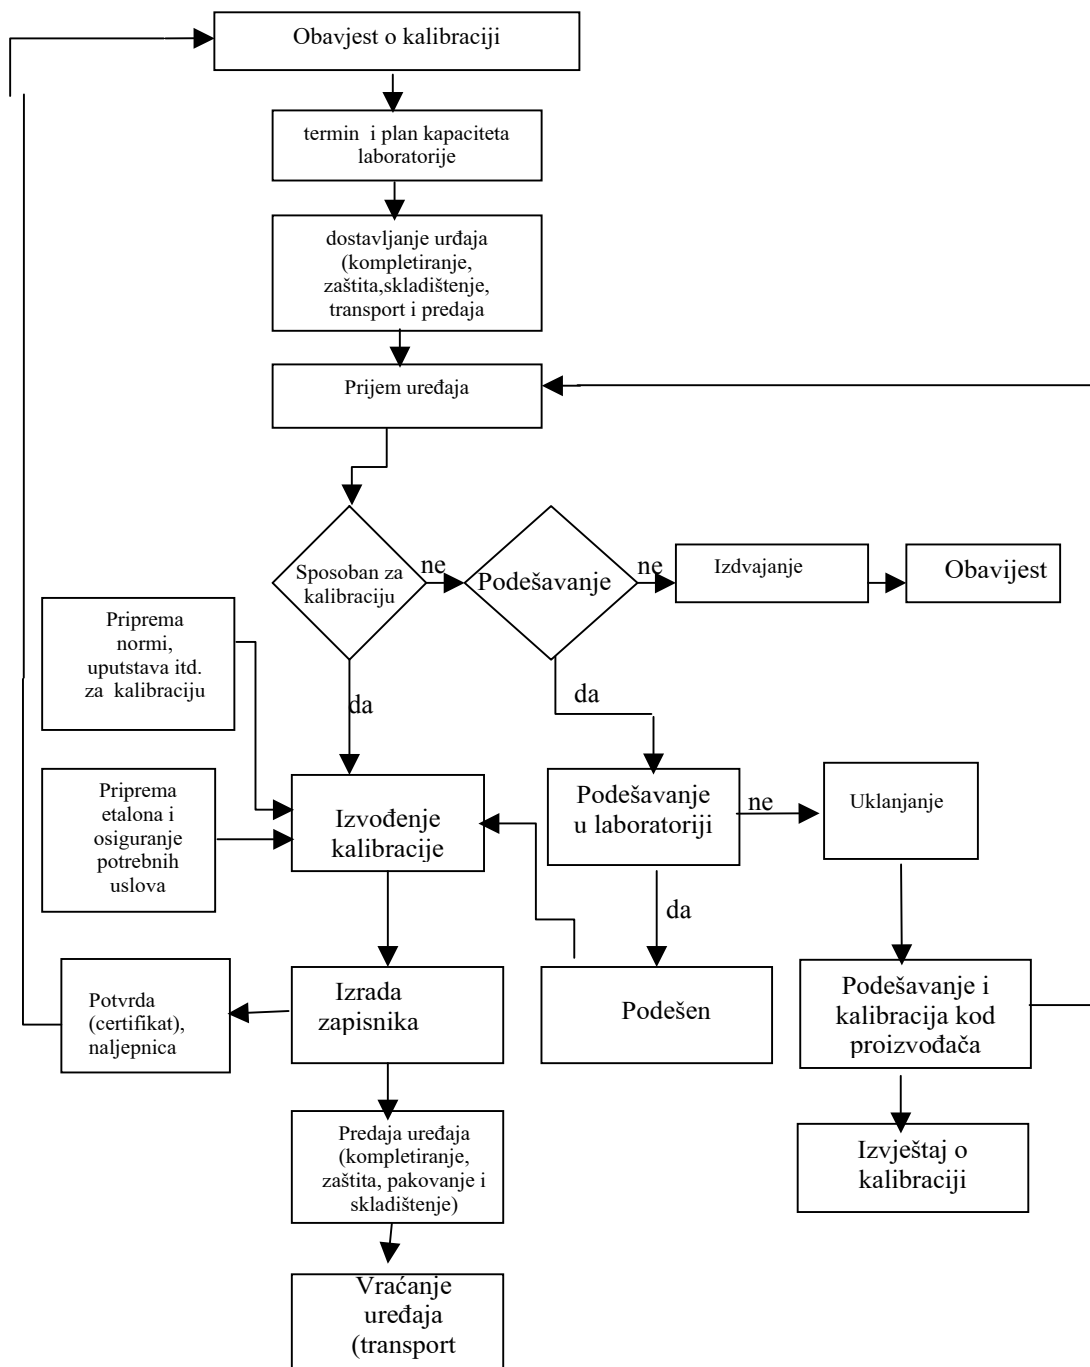 Obavjest o kalibraciji
termin i plan kapaciteta
laboratorije
dostavljanje urđaja
(kompletiranje,
zaštita,skladištenje,
transport i predaja
Prijem uređaja
Sposoban za
kalibraciju
ne
Podešavanje
ne
Izdvajanje
Obavijest
Priprema
normi,
uputstava itd.
za kalibraciju
da
da
Priprema
etalona i
osiguranje
potrebnih
uslova
Izvođenje
kalibracije
Podešavanje
u laboratoriji
ne
Uklanjanje
da
Potvrda
(certifikat),
naljepnica
Izrada
zapisnika
Podešen
Podešavanje i
kalibracija kod
proizvođača
Predaja uređaja
(kompletiranje,
zaštita, pakovanje i
skladištenje)
Izvještaj o
kalibraciji
Vraćanje
uređaja
(transport